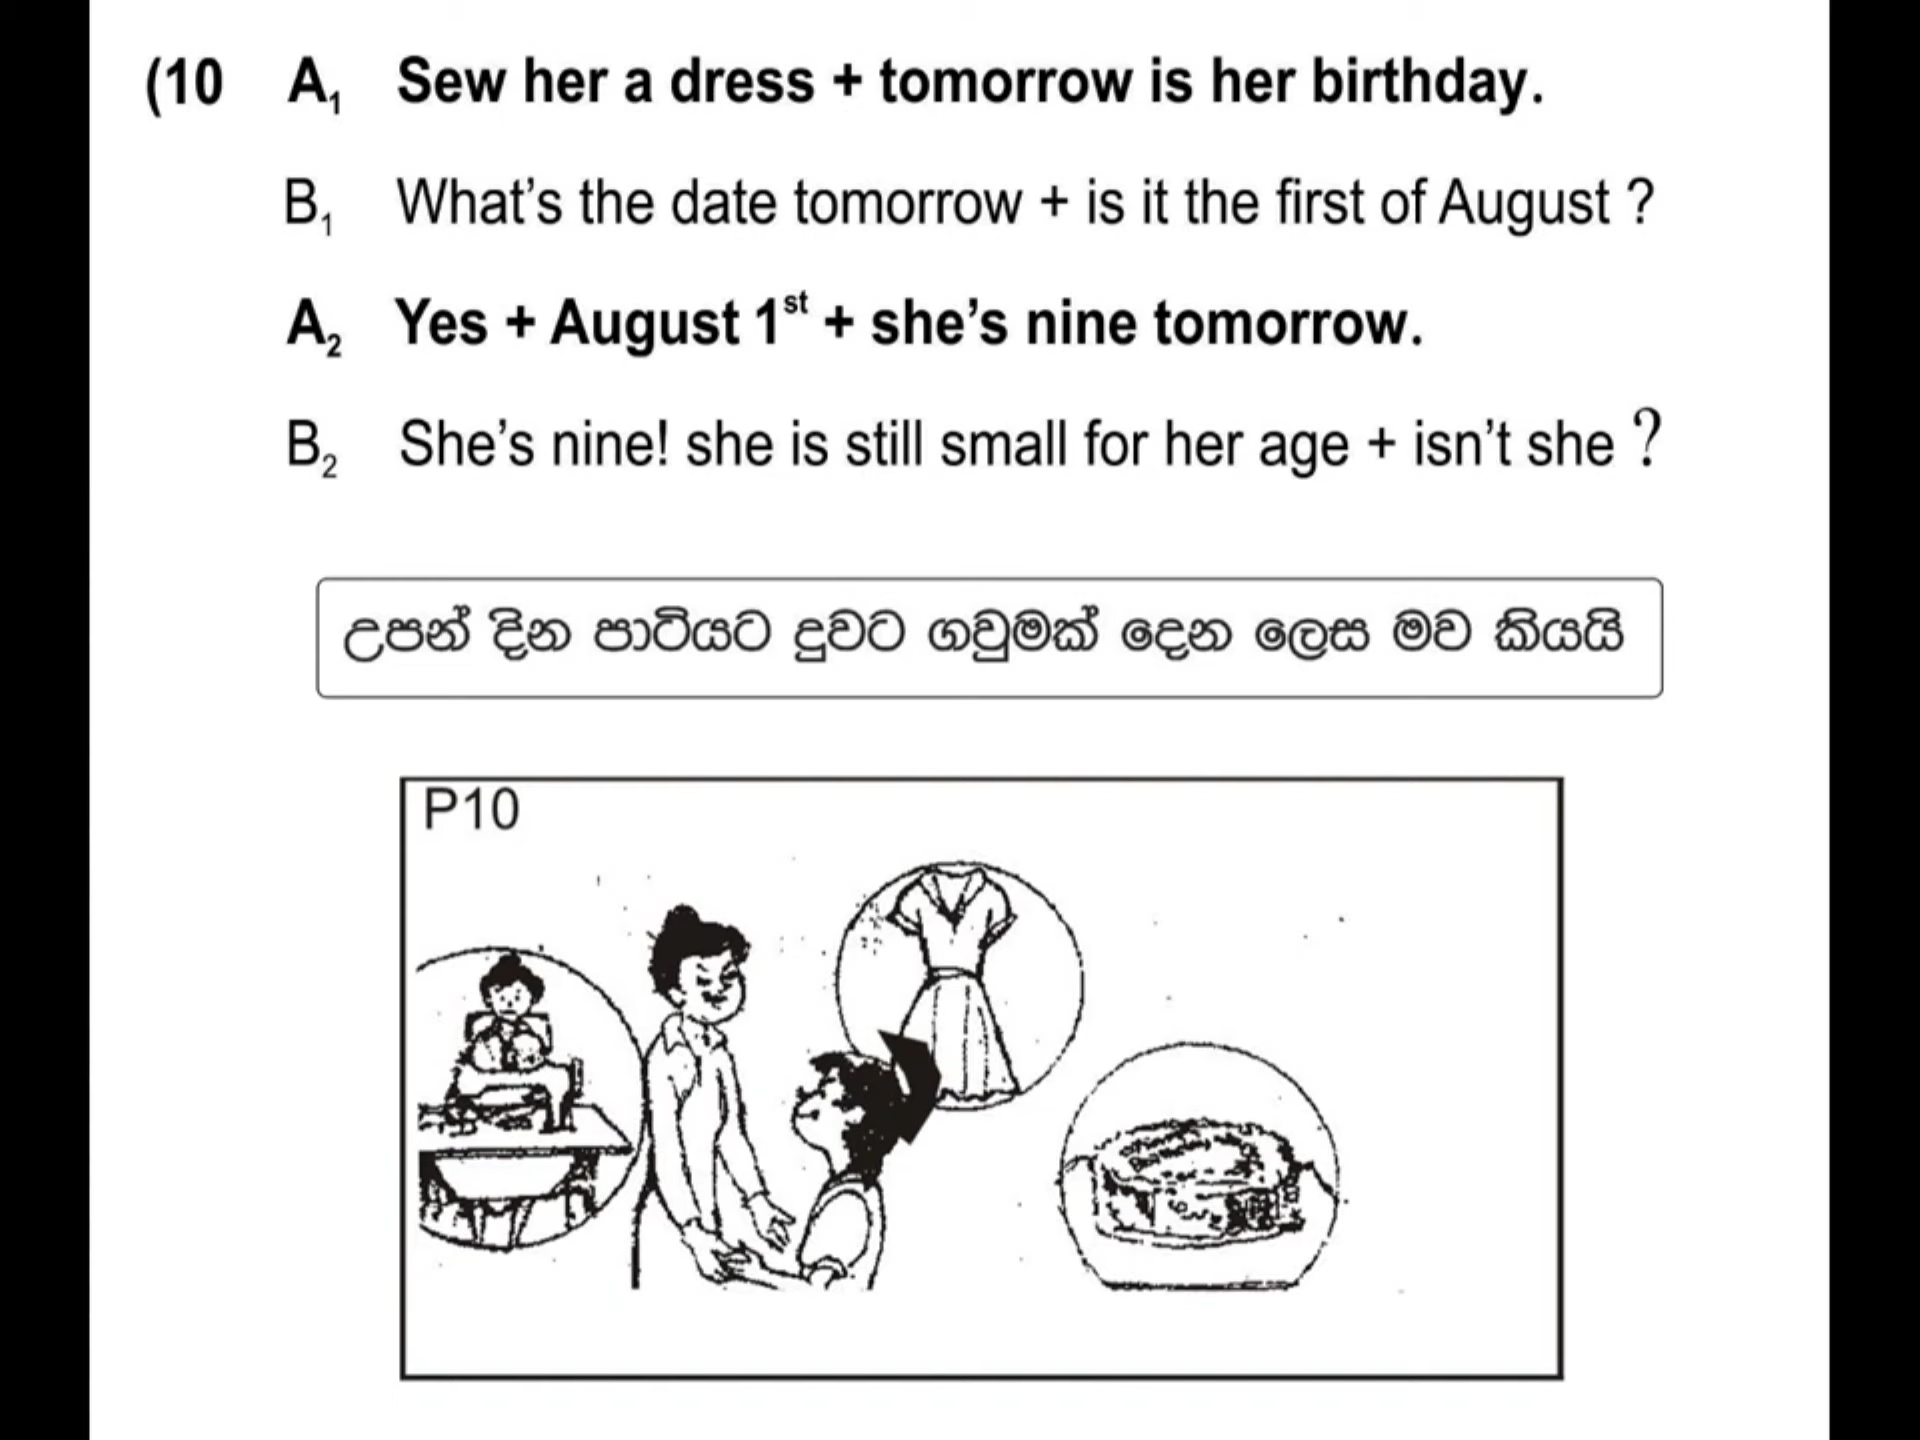 (10 A₁ Sew her a dress + tomorrow is her birthday.
B₁ What's the date tomorrow + is it the first of August ?
A₂ Yes + August 1st + she's nine tomorrow.
B₂ She's nine! she is still small for her age + isn't she ?
උපන් දින පාටියට දුවට ගවුමක් දෙන ලෙස මව කියයි
P10